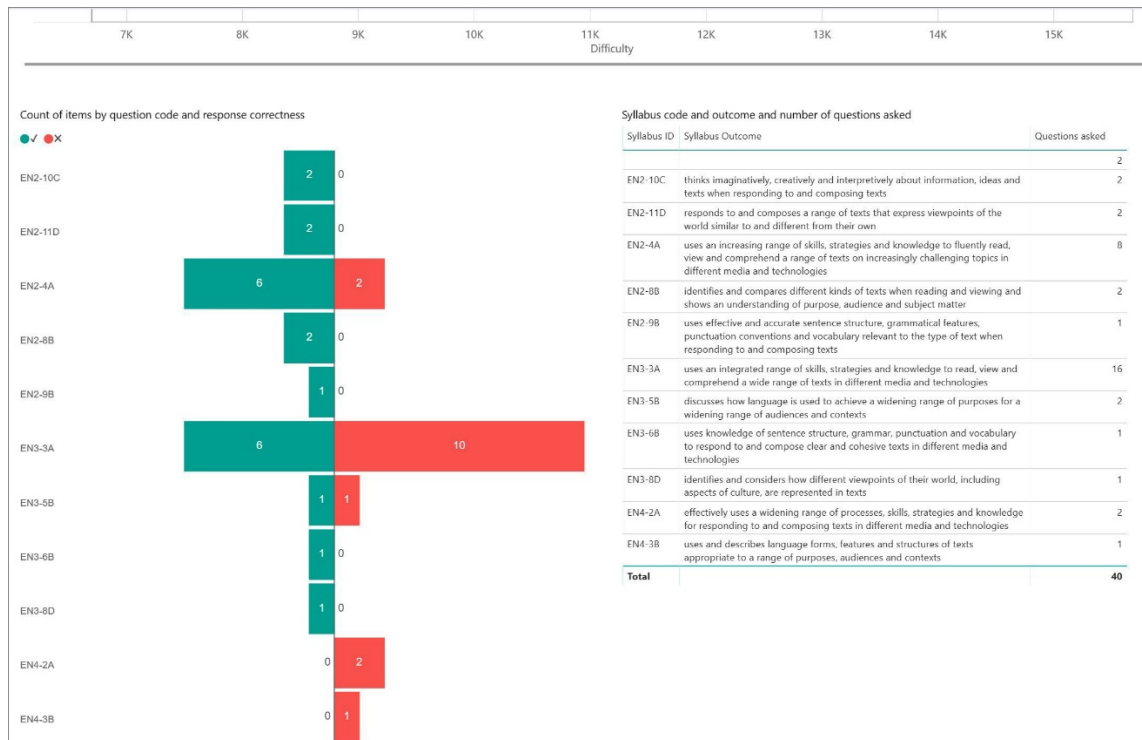 7K 8K 9K 10K 11K 12K 13K 14K 15K
Difficulty
Count of items by question code and response correctness
✓ ✕
EN2-10C 2 0
EN2-11D 2 0
EN2-4A 6 2
EN2-8B 2 0
EN2-9B 1 0
EN3-3A 6 10
EN3-5B 1 1
EN3-6B 1 0
EN3-8D 1 0
EN4-2A 0 2
EN4-3B 0 1
Syllabus code and outcome and number of questions asked
Syllabus ID Syllabus Outcome Questions asked
2
EN2-10C thinks imaginatively, creatively and interpretively about information, ideas and 2
texts when responding to and composing texts
EN2-11D responds to and composes a range of texts that express viewpoints of the 2
world similar to and different from their own
EN2-4A uses an increasing range of skills, strategies and knowledge to fluently read, 8
view and comprehend a range of texts on increasingly challenging topics in
different media and technologies
EN2-8B identifies and compares different kinds of texts when reading and viewing and 2
shows an understanding of purpose, audience and subject matter
EN2-9B uses effective and accurate sentence structure, grammatical features, 1
punctuation conventions and vocabulary relevant to the type of text when
responding to and composing texts
EN3-3A uses an integrated range of skills, strategies and knowledge to read, view and 16
comprehend a wide range of texts in different media and technologies
EN3-5B discusses how language is used to achieve a widening range of purposes for a 2
widening range of audiences and contexts
EN3-6B uses knowledge of sentence structure, grammar, punctuation and vocabulary 1
to respond to and compose clear and cohesive texts in different media and
technologies
EN3-8D identifies and considers how different viewpoints of their world, including 1
aspects of culture, are represented in texts
EN4-2A effectively uses a widening range of processes, skills, strategies and knowledge 2
for responding to and composing texts in different media and technologies
EN4-3B uses and describes language forms, features and structures of texts 1
appropriate to a range of purposes, audiences and contexts
Total 40